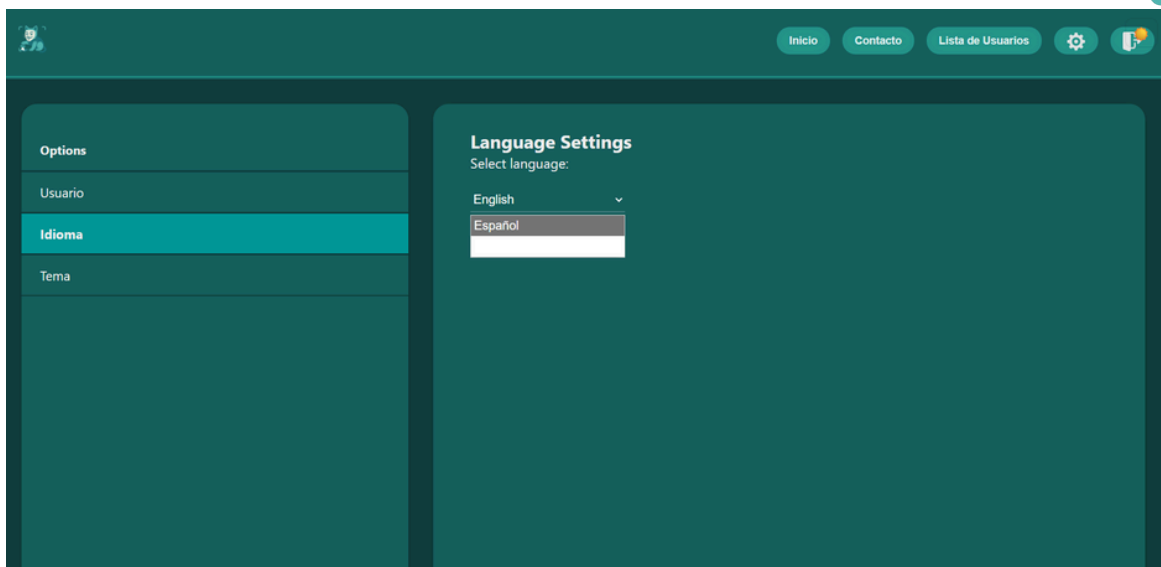 Inicio
Contacto
Lista de Usuarios
Options
Usuario
Idioma
Tema
Language Settings
Select language:
English
Español